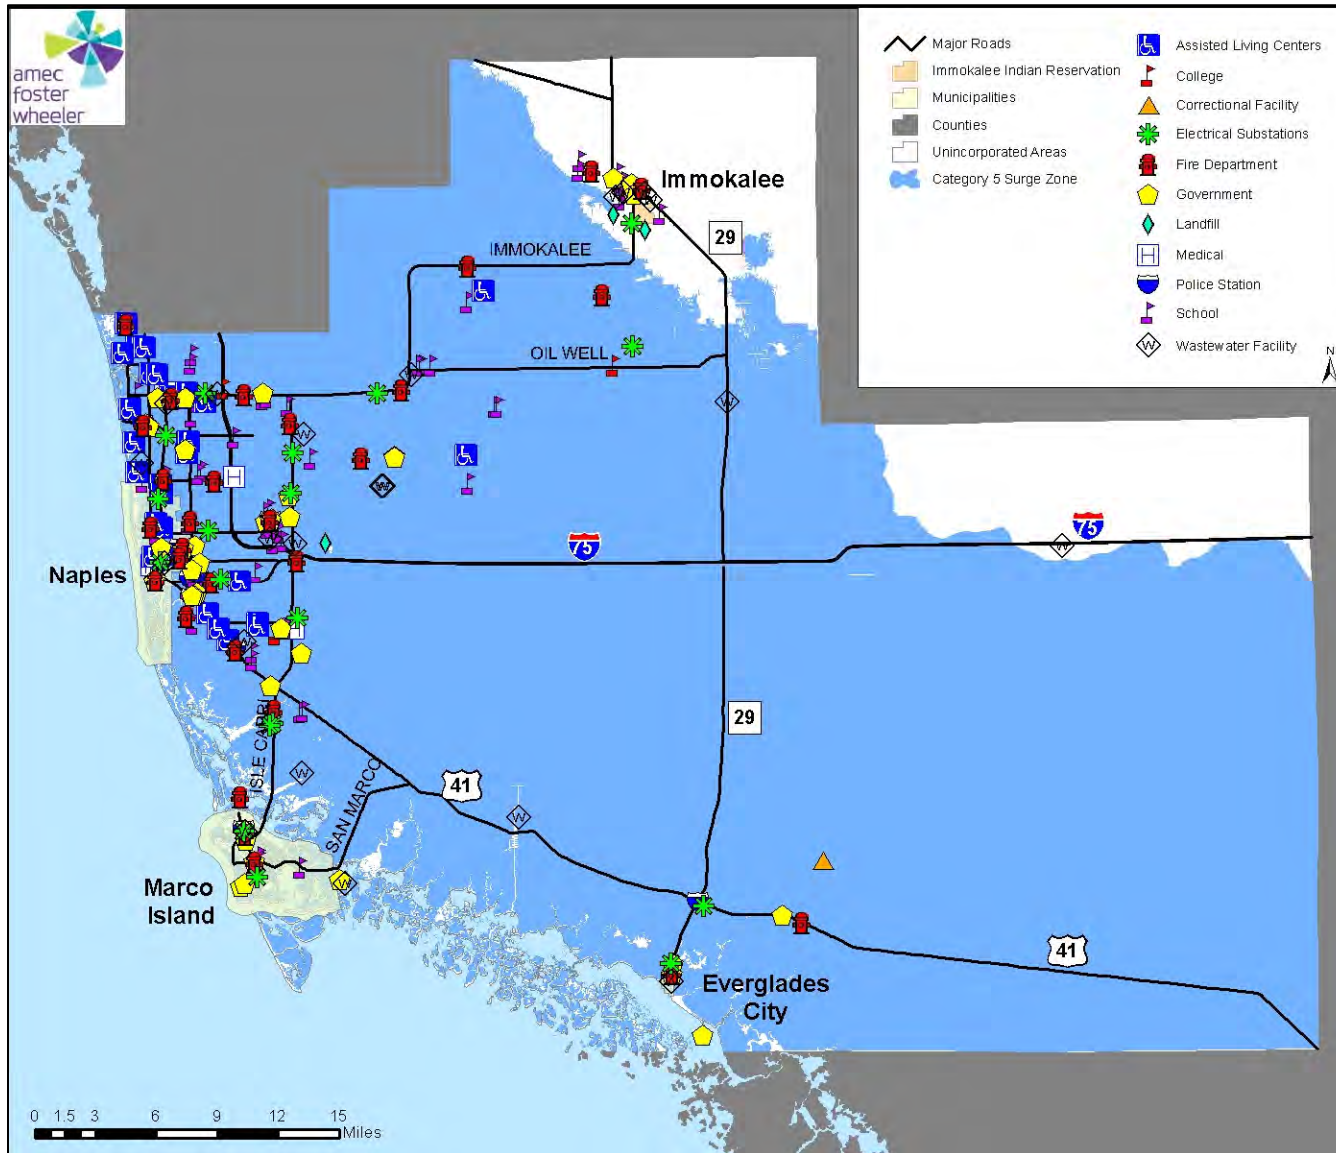 amec
foster
wheeler
Major Roads
Immokalee Indian Reservation
Municipalities
Counties
Unincorporated Areas
Category 5 Surge Zone
Assisted Living Centers
College
Correctional Facility
Electrical Substations
Fire Department
Government
Landfill
H Medical
Police Station
School
W Wastewater Facility
N
Immokalee
29
IMMOKALEE
OIL WELL
75
75
Naples
29
ISLE CAPRI
SAN MARCO
41
Marco
Island
41
Everglades
City
0 1.5 3 6 9 12 15
Miles